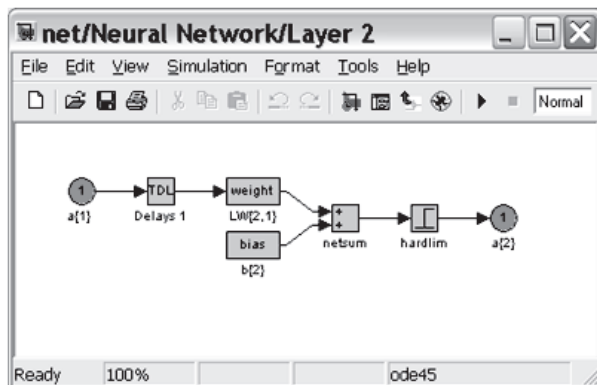 net/Neural Network/Layer 2
File Edit View Simulation Format Tools Help
Normal
1 TDL weight
a{1} Delays 1 LW{2,1}
+
+
1
bias netsum hardlim a{2}
b{2}
Ready 100% ode45